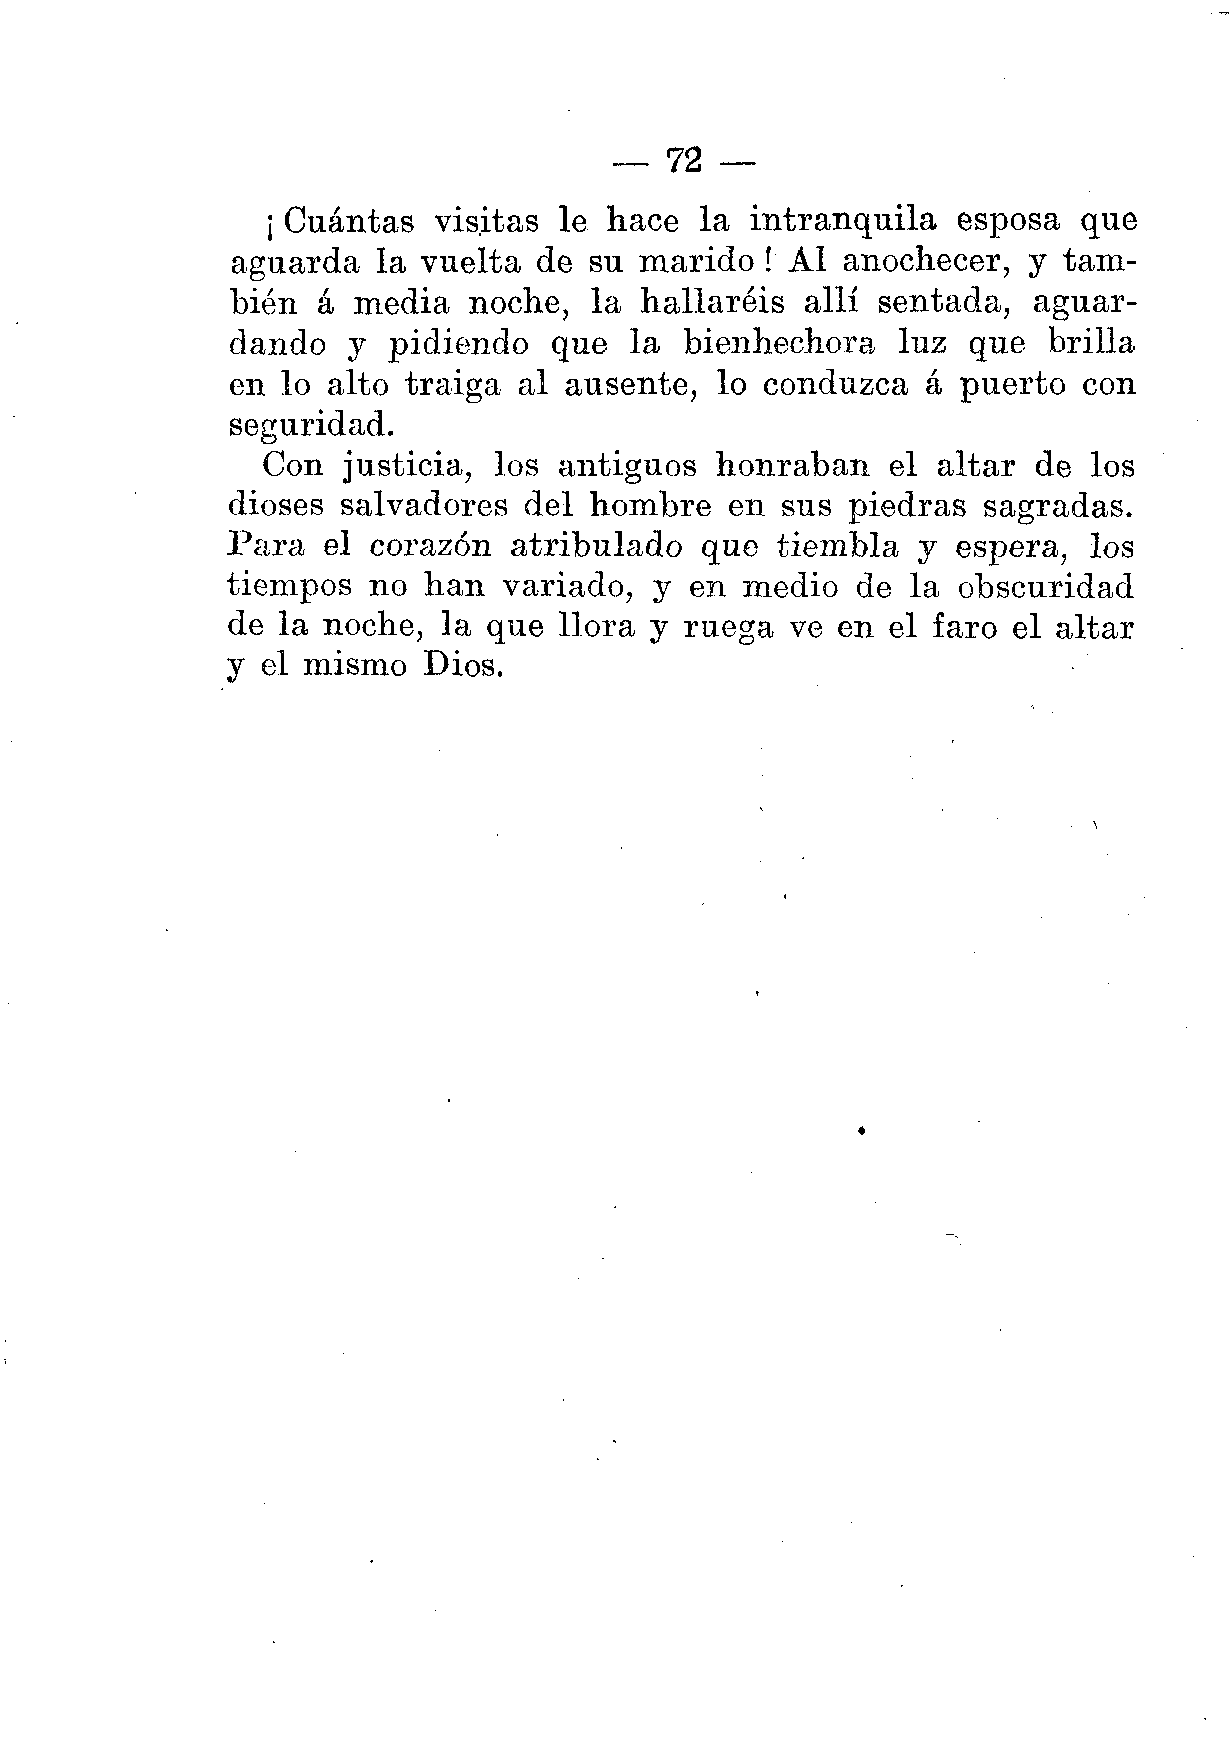 — 72 —
¡ Cuántas visitas le hace la intranquila esposa que
aguarda la vuelta de su marido ! Al anochecer, y tam-
bién á media noche, la hallaréis allí sentada, aguar-
dando y pidiendo que la bienhechora luz que brilla
en lo alto traiga al ausente, lo conduzca á puerto con
seguridad.
Con justicia, los antiguos honraban el altar de los
dioses salvadores del hombre en sus piedras sagradas.
Para el corazón atribulado que tiembla y espera, los
tiempos no han variado, y en medio de la obscuridad
de la noche, la que llora y ruega ve en el faro el altar
y el mismo Dios.